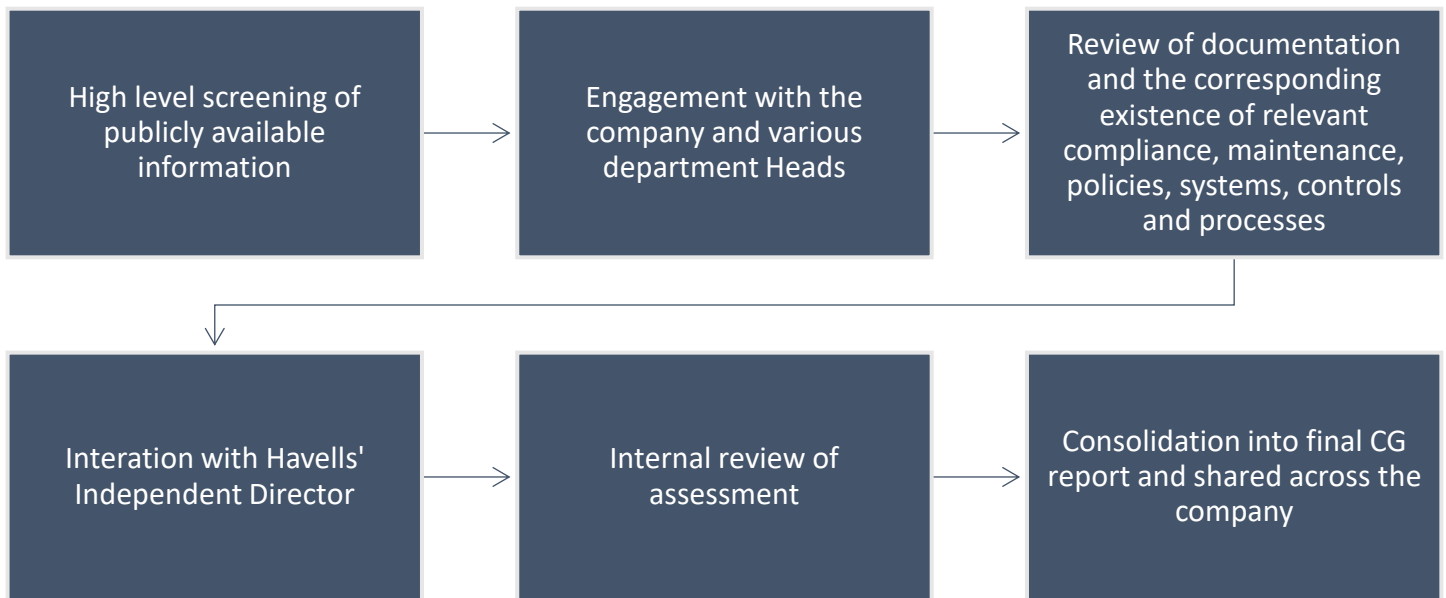 High level screening of
publicly available
information
Engagement with the
company and various
department Heads
Review of documentation
and the corresponding
existence of relevant
compliance, maintenance,
policies, systems, controls
and processes
Interation with Havells'
Independent Director
Internal review of
assessment
Consolidation into final CG
report and shared across the
company